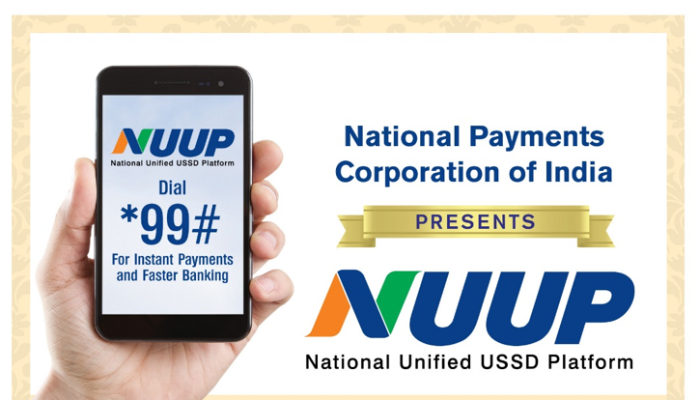 NUUP
National Unified USSD Platform
Dial
*99#
For Instant Payments
and Faster Banking
National Payments
Corporation of India
PRESENTS
NUUP
National Unified USSD Platform